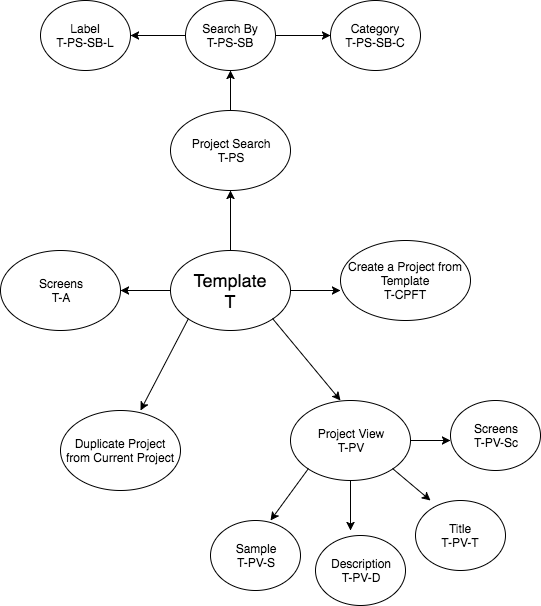 Label
T-PS-SB-L
Search By
T-PS-SB
Category
T-PS-SB-C
Project Search
T-PS
Screens
T-A
Template
T
Create a Project from
Template
T-CPFT
Duplicate Project
from Current Project
Project View
T-PV
Screens
T-PV-Sc
Sample
T-PV-S
Description
T-PV-D
Title
T-PV-T